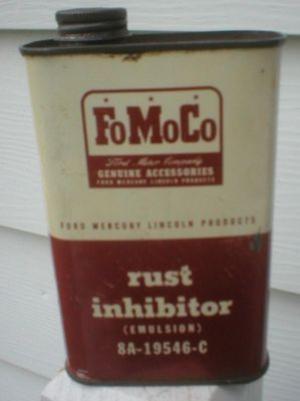 FoMoCo
Ford Motor Company
GENUINE ACCESSORIES
FORD MERCURY LINCOLN PRODUCTS
FORD MERCURY LINCOLN PRODUCTS
rust
inhibitor
(EMULSION)
8A-19546-C